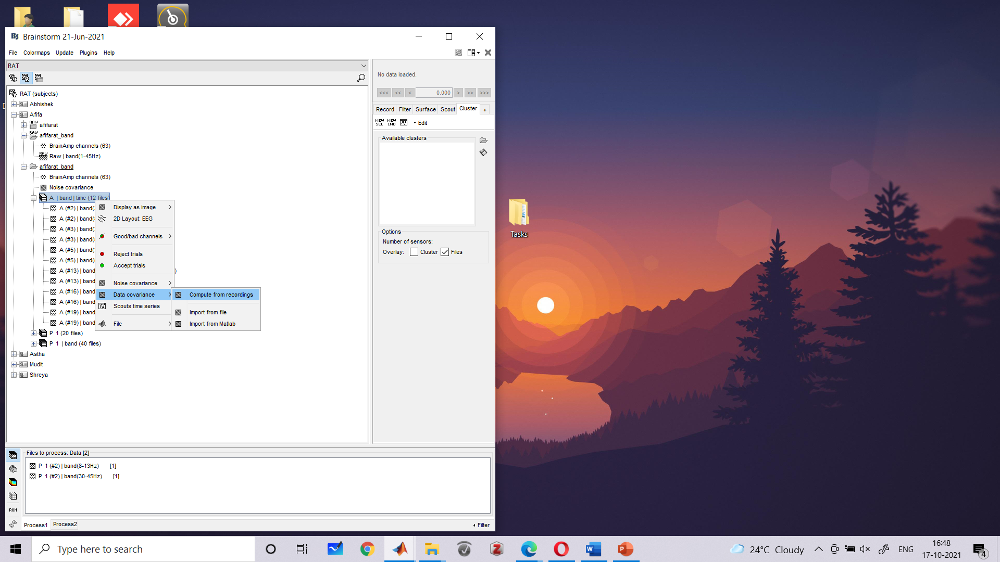 Brainstorm 21-Jun-2021
File Colormaps Update Plugins Help
RAT
RAT (subjects)
Abhishek
Afifa
RAW afifarat
RAW afifarat_band
BrainAmp channels (63)
RAW Raw | band(1-45Hz)
afifarat_band
BrainAmp channels (63)
Noise covariance
A | band | time (12 files)
A (#2) | band(
A (#2) | band(
A (#3) | band(
A (#3) | band(
A (#5) | band(
A (#5) | band(
A (#13) | band )
A (#13) | band
A (#16) | band
A (#16) | band
A (#19) | band
A (#19) | band
P 1 (20 files)
P 1 | band (40 files)
Astha
Mudit
Shreya
Display as image
2D Layout: EEG
Good/bad channels
Reject trials
Accept trials
Noise covariance
Data covariance
Scouts time series
File
Compute from recordings
Import from file
Import from Matlab
No data loaded.
<<< << < 0.000 > >> >>>
Record Filter Surface Scout Cluster +
NEW SEL NEW IND Edit
Available clusters
Options
Number of sensors:
Overlay: Cluster Files
Files to process: Data [2]
P 1 (#2) | band(8-13Hz) [1]
P 1 (#2) | band(30-45Hz) [1]
RUN
Process1 Process2 Filter
Tasks
Type here to search
24°C Cloudy ENG
16:48
17-10-2021
4